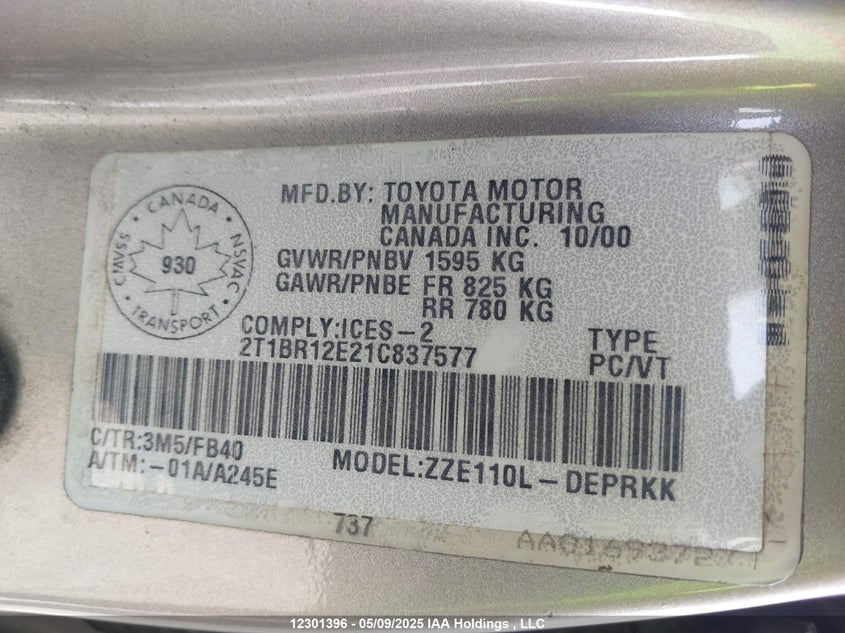 CANADA
CMVSS
NSVAC
930
TRANSPORT
MFD.BY: TOYOTA MOTOR
MANUFACTURING
CANADA INC. 10/00
GVWR/PNBV 1595 KG
GAWR/PNBE FR 825 KG
RR 780 KG
COMPLY:ICES-2
2T1BR12E21C837577
TYPE
PC/VT
C/TR:3M5/FB40
A/TM:-01A/A245E
MODEL:ZZE110L-DEPRKK
737
12301396 - 05/09/2025 IAA Holdings , LLC